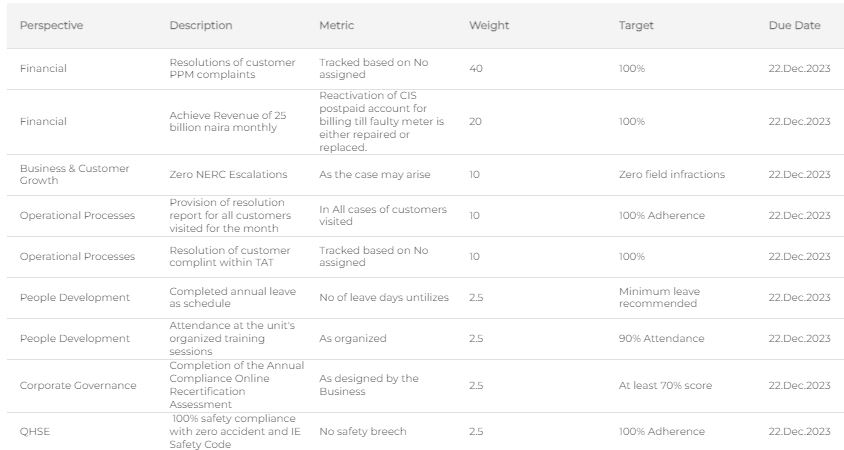 Perspective Description Metric Weight Target Due Date
Financial Resolutions of customer PPM complaints Tracked based on No assigned 40 100% 22.Dec.2023
Financial Achieve Revenue of 25 billion naira monthly Reactivation of CIS postpaid account for billing till faulty meter is either repaired or replaced. 20 100% 22.Dec.2023
Business & Customer Growth Zero NERC Escalations As the case may arise 10 Zero field infractions 22.Dec.2023
Operational Processes Provision of resolution report for all customers visited for the month In All cases of customers visited 10 100% Adherence 22.Dec.2023
Operational Processes Resolution of customer complint within TAT Tracked based on No assigned 10 100% 22.Dec.2023
People Development Completed annual leave as schedule No of leave days untilizes 2.5 Minimum leave recommended 22.Dec.2023
People Development Attendance at the unit's organized training sessions As organized 2.5 90% Attendance 22.Dec.2023
Corporate Governance Completion of the Annual Compliance Online Recertification Assessment As designed by the Business 2.5 At least 70% score 22.Dec.2023
QHSE 100% safety compliance with zero accident and IE Safety Code No safety breech 2.5 100% Adherence 22.Dec.2023